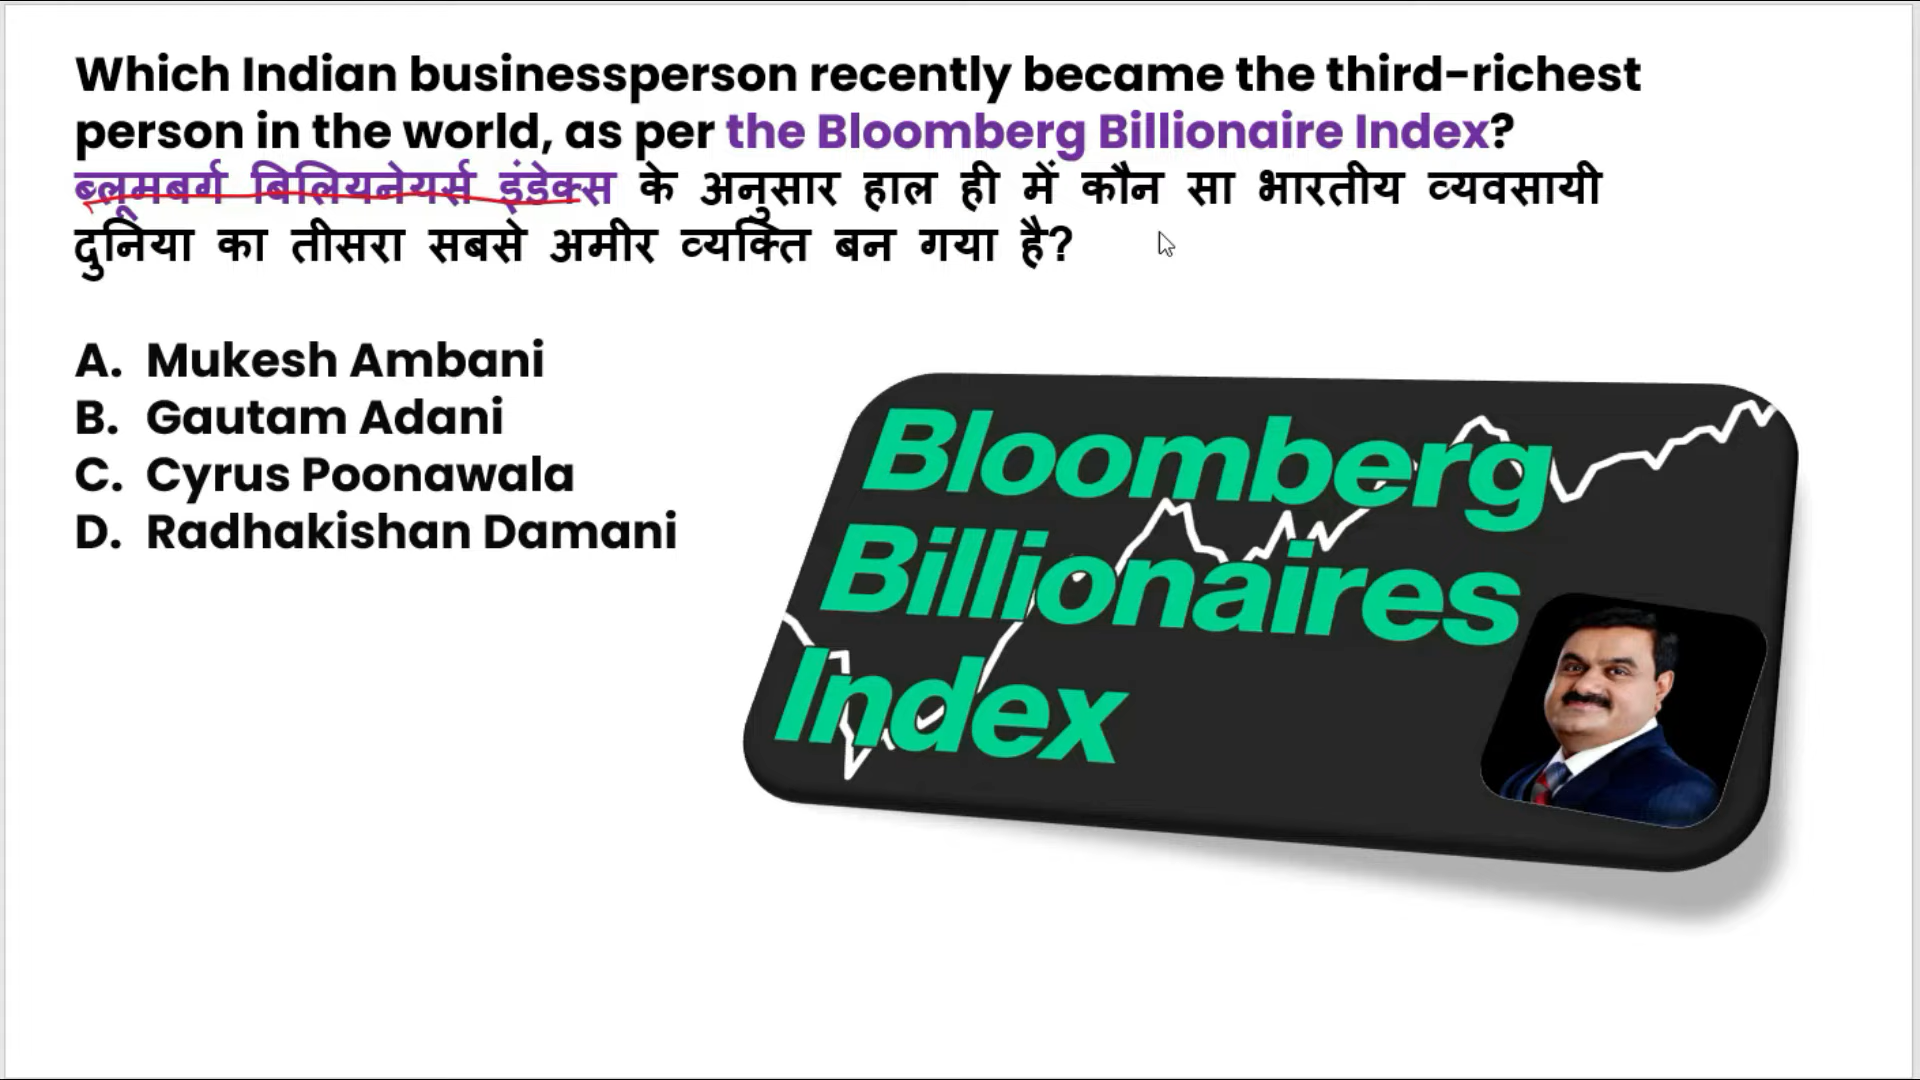 Which Indian businessperson recently became the third-richest
person in the world, as per the Bloomberg Billionaire Index?
ब्लूमबर्ग बिलियनेयर्स इंडेक्स के अनुसार हाल ही में कौन सा भारतीय व्यवसायी
दुनिया का तीसरा सबसे अमीर व्यक्ति बन गया है?
A. Mukesh Ambani
B. Gautam Adani
C. Cyrus Poonawala
D. Radhakishan Damani
Bloomberg
Billionaires
Index